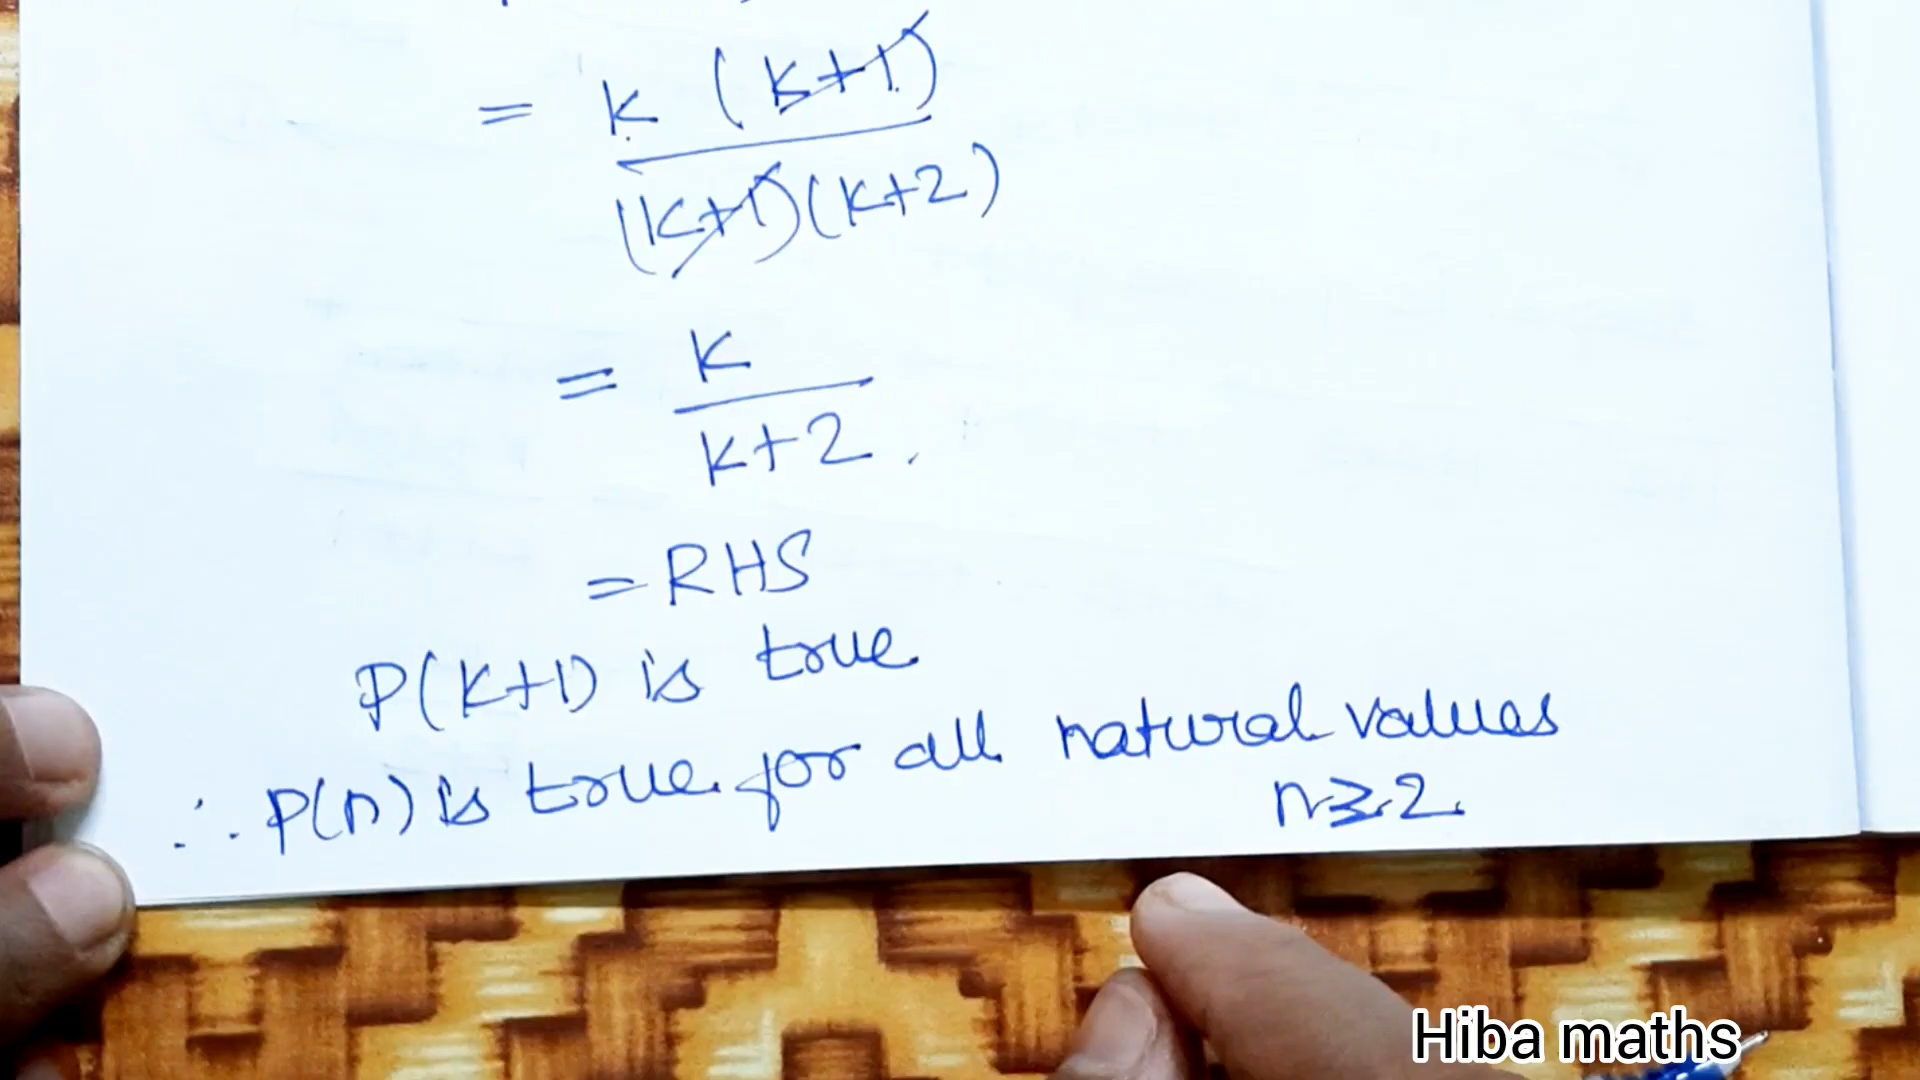 = k (k+1)
(k+1)(k+2)
= k
k+2.
= RHS
P(k+1) is true
∴ P(n) is true for all natural values
n≥2.
Hiba maths